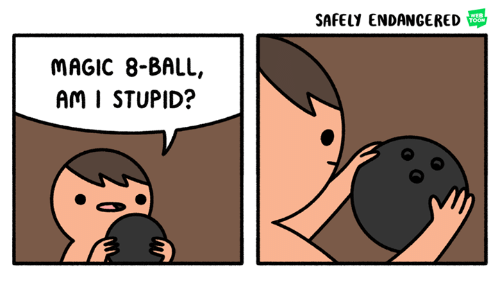 SAFELY ENDANGERED
WEB
TOON
MAGIC 8-BALL,
AM I STUPID?